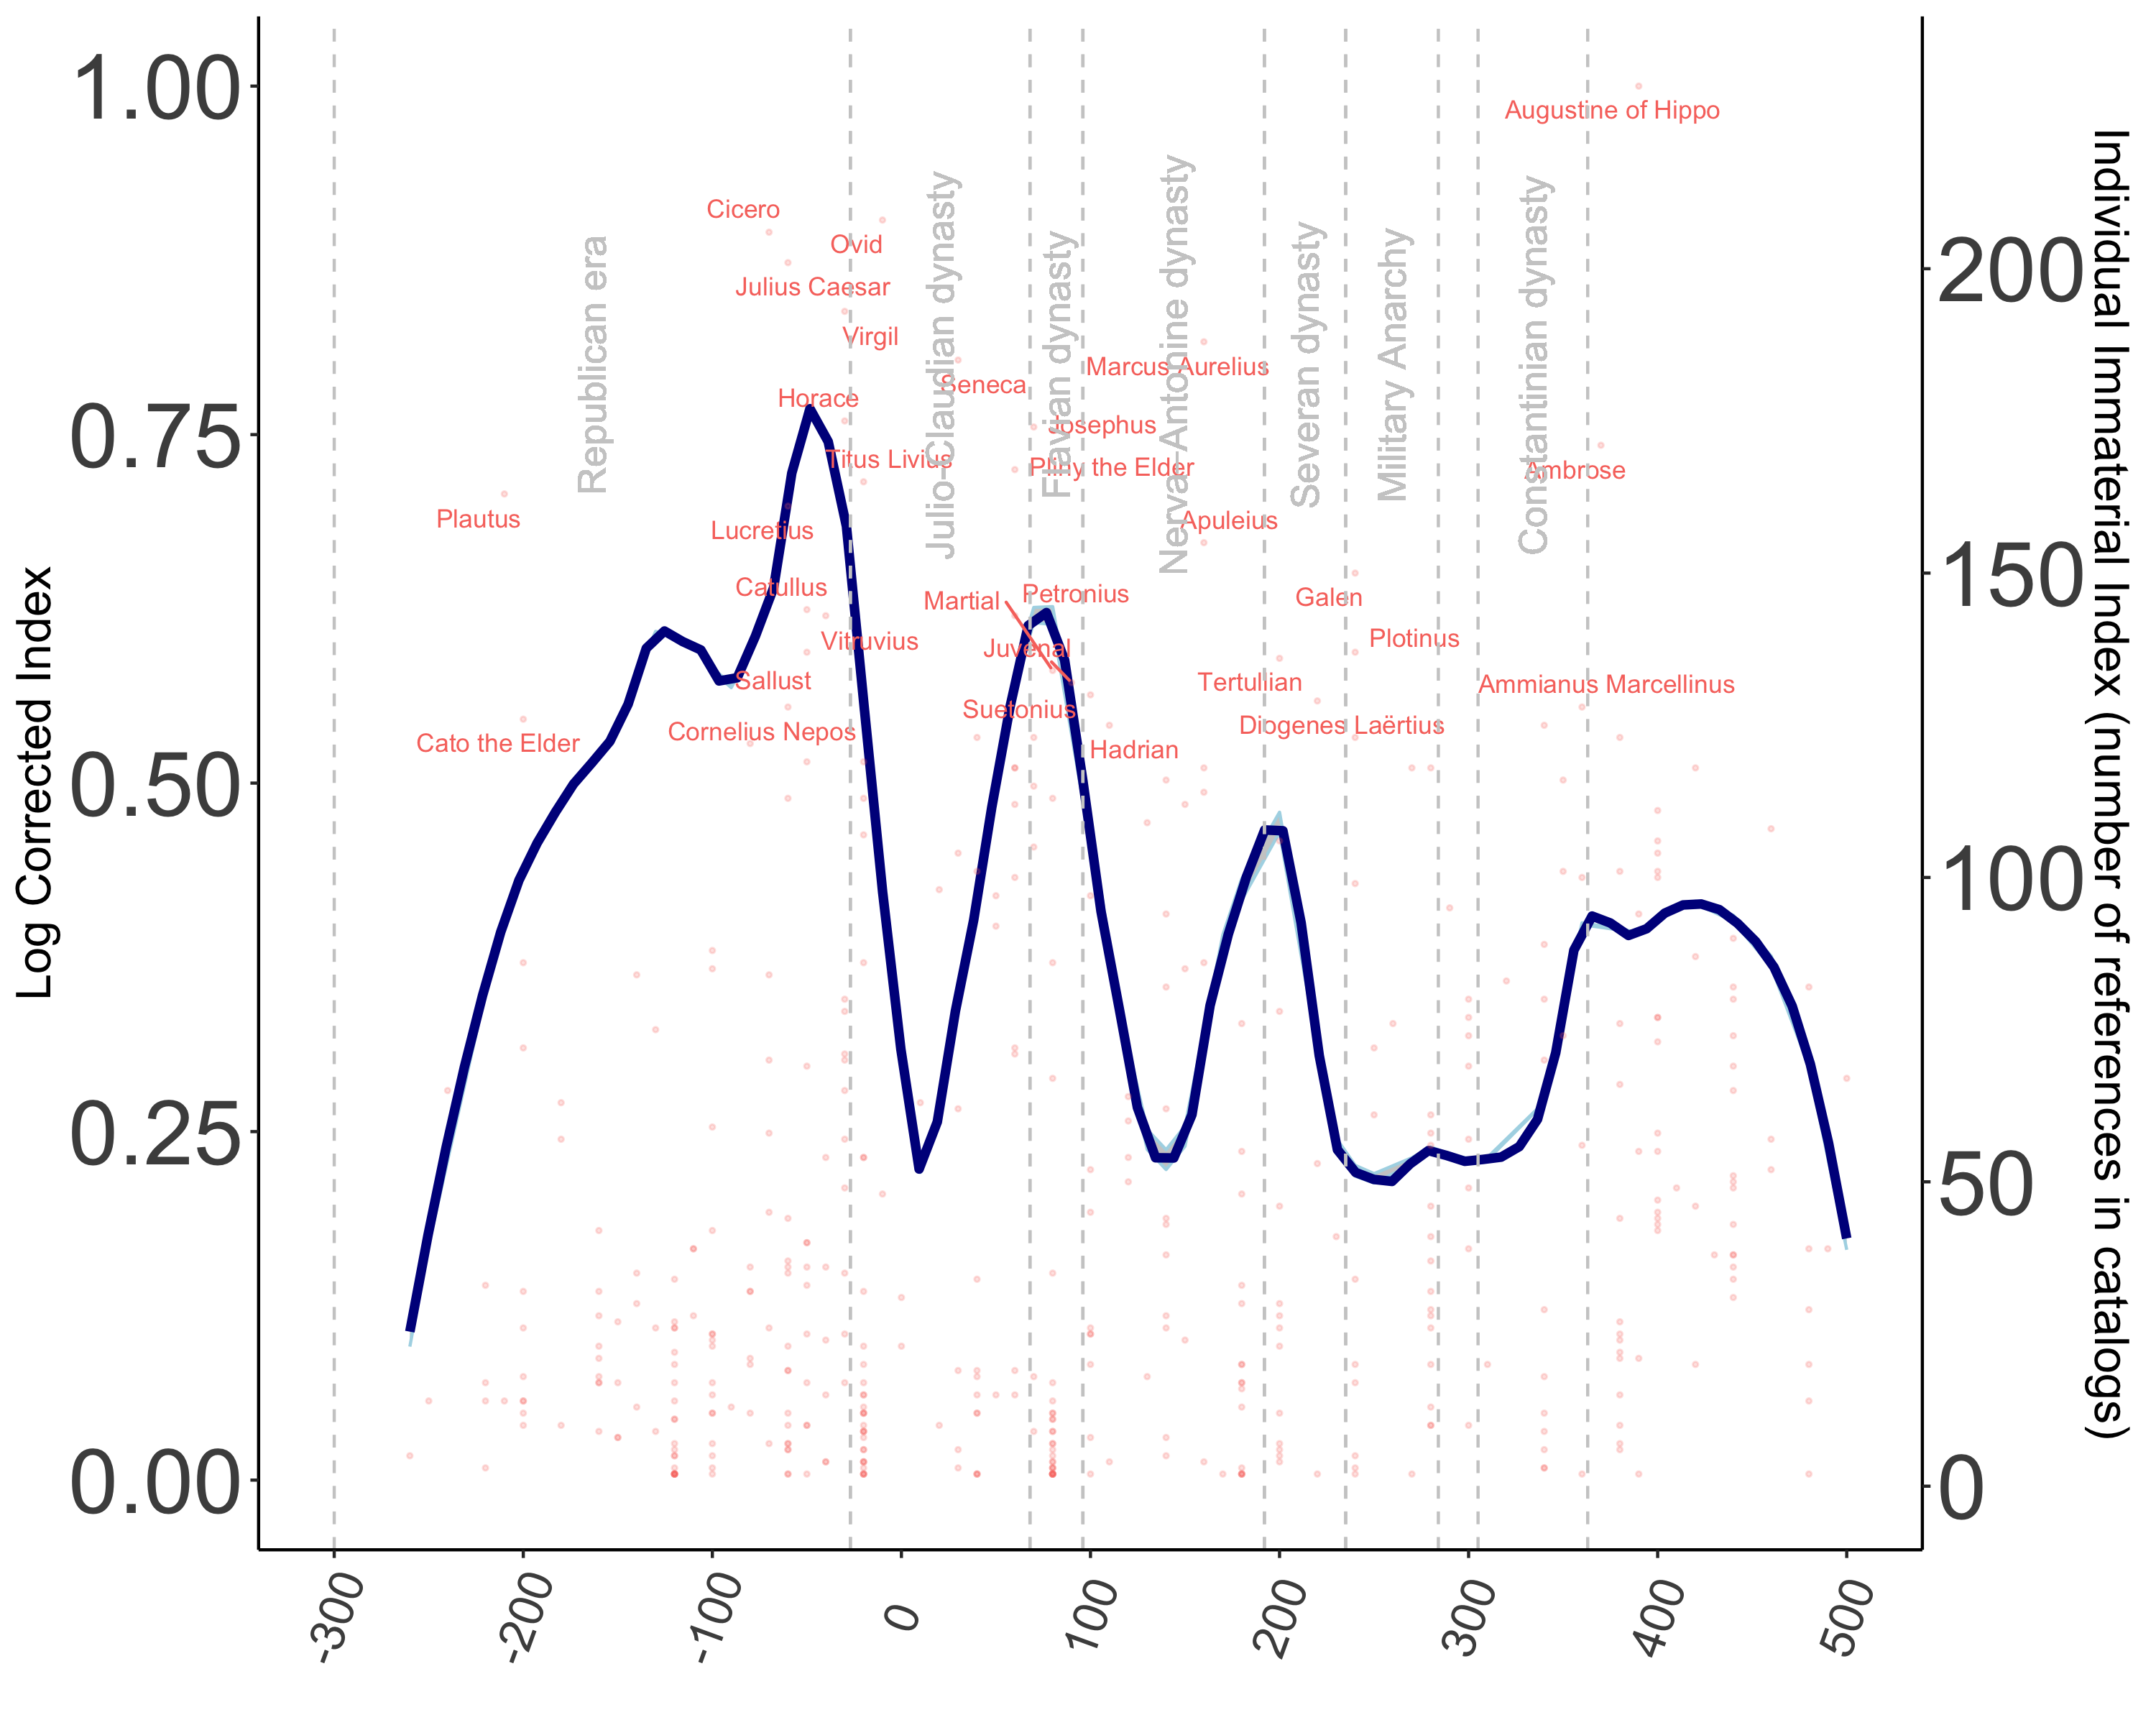 1.00
0.75
0.50
0.25
0.00
Log Corrected Index
200
150
100
50
0
Individual Immaterial Index (number of references in catalogs)
-300
-200
-100
0
100
200
300
400
500
Republican era
Julio-Claudian dynasty
Flavian dynasty
Nerva-Antonine dynasty
Severan dynasty
Military Anarchy
Constantinian dynasty
Augustine of Hippo
Cicero
Ovid
Julius Caesar
Virgil
Marcus Aurelius
Seneca
Horace
Josephus
Titus Livius
Pliny the Elder
Ambrose
Plautus
Apuleius
Lucretius
Catullus
Petronius
Martial
Galen
Vitruvius
Juvenal
Plotinus
Sallust
Tertullian
Ammianus Marcellinus
Suetonius
Diogenes Laërtius
Cornelius Nepos
Cato the Elder
Hadrian